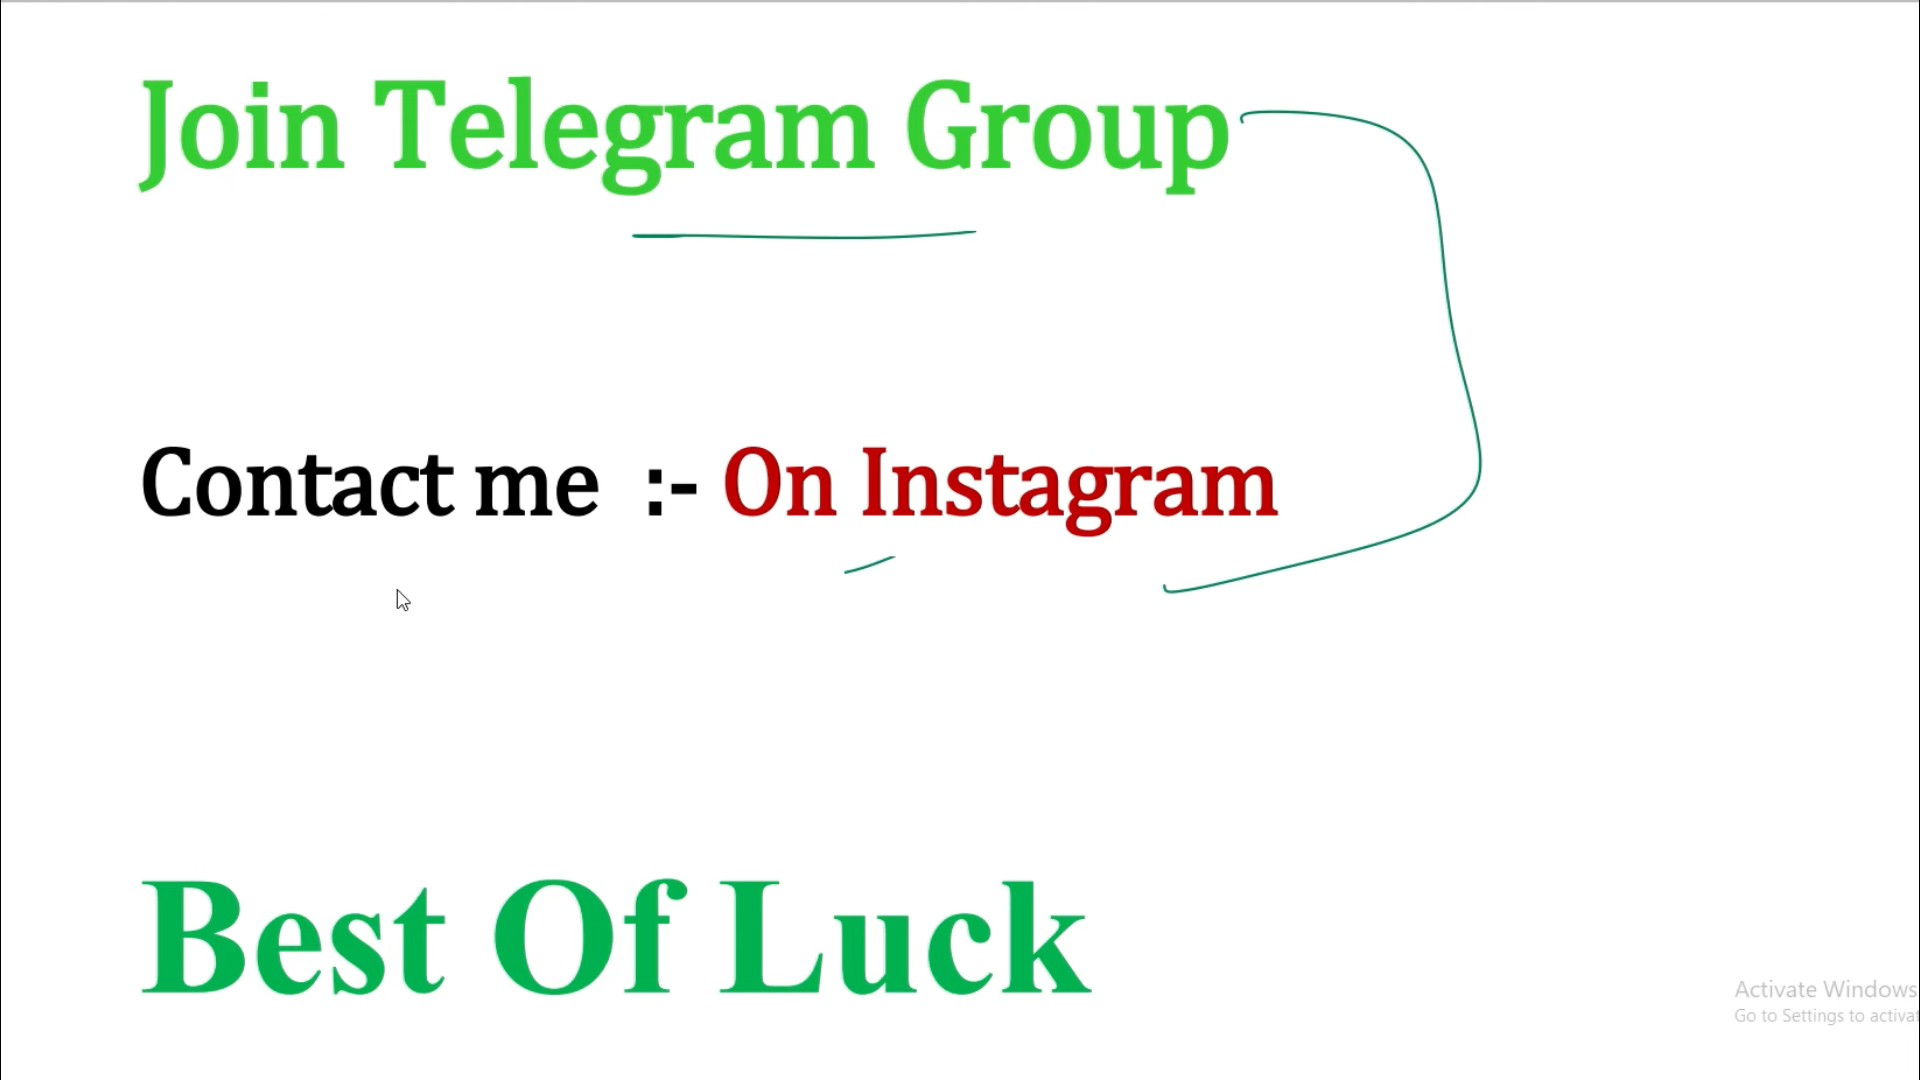 Join Telegram Group
Contact me :- On Instagram
Best Of Luck
Activate Windows
Go to Settings to activat